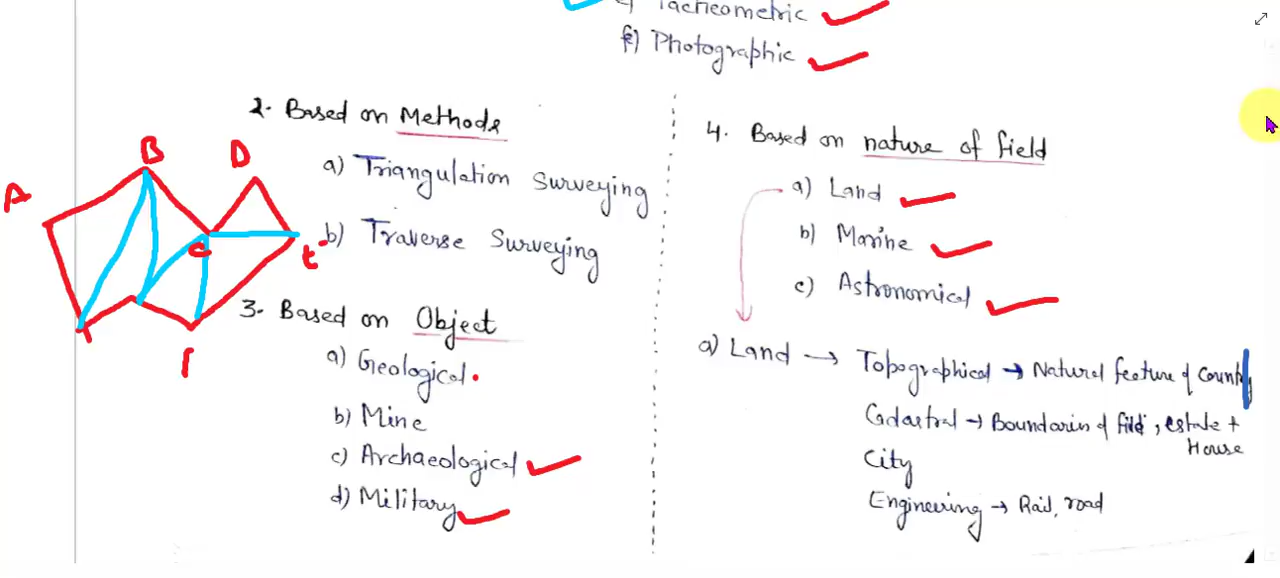 e) Tacheometric
f) Photographic
2. Based on Methods
a) Triangulation Surveying
b) Traverse Surveying
3. Based on Object
a) Geological
b) Mine
c) Archaeological
d) Military
A
B
D
C
E
F
4. Based on nature of field
a) Land
b) Marine
c) Astronomical
a) Land → Topographical → Natural feature of Country
Cadastral → Boundaries of field, estate +
House
City
Engineering → Rail, road